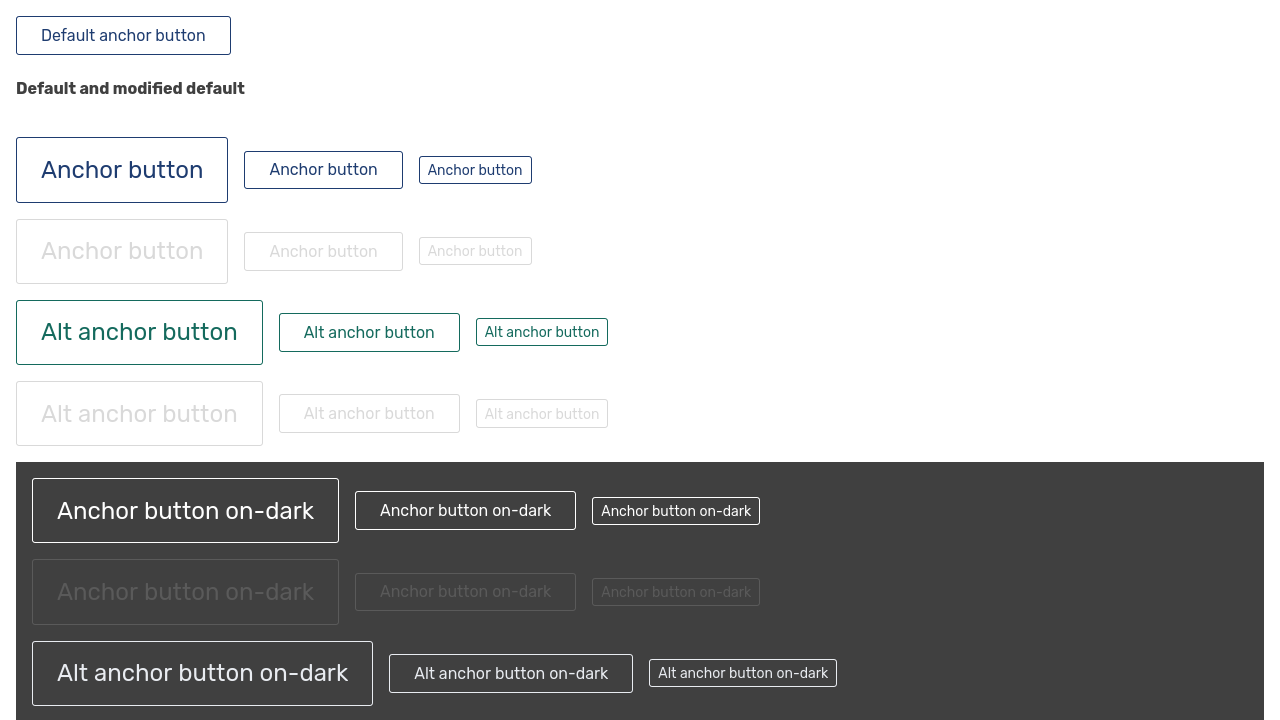 Default anchor button
Default and modified default
Anchor button Anchor button Anchor button
Anchor button Anchor button Anchor button
Alt anchor button Alt anchor button Alt anchor button
Alt anchor button Alt anchor button Alt anchor button
Anchor button on-dark Anchor button on-dark Anchor button on-dark
Anchor button on-dark Anchor button on-dark Anchor button on-dark
Alt anchor button on-dark Alt anchor button on-dark Alt anchor button on-dark